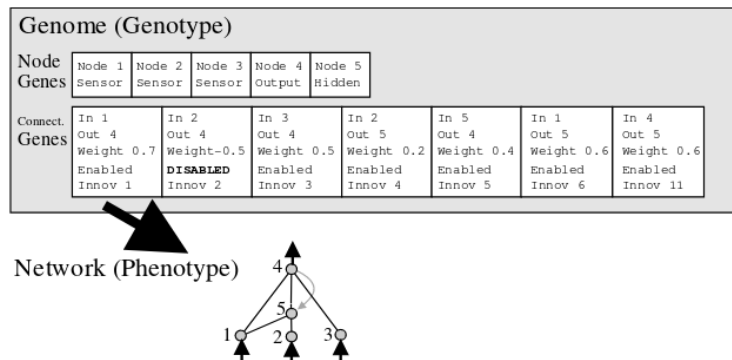 Genome (Genotype)
Node Genes
Node 1 Sensor
Node 2 Sensor
Node 3 Sensor
Node 4 Output
Node 5 Hidden
Connect. Genes
In 1
Out 4
Weight 0.7
Enabled
Innov 1
In 2
Out 4
Weight-0.5
DISABLED
Innov 2
In 3
Out 4
Weight 0.5
Enabled
Innov 3
In 2
Out 5
Weight 0.2
Enabled
Innov 4
In 5
Out 4
Weight 0.4
Enabled
Innov 5
In 1
Out 5
Weight 0.6
Enabled
Innov 6
In 4
Out 5
Weight 0.6
Enabled
Innov 11
Network (Phenotype)
4
5
1
2
3